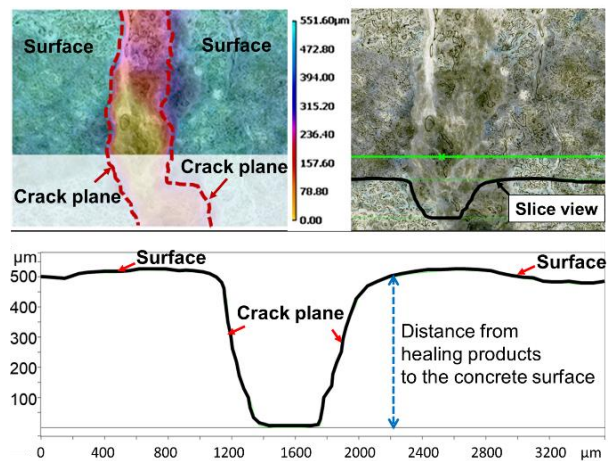 Surface
Surface
Crack plane
Crack plane
551.60μm
472.80
394.00
315.20
236.40
157.60
78.80
0.00
Slice view
μm
500
400
300
200
100
Surface
Surface
Crack plane
Distance from
healing products
to the concrete surface
0
400
800
1200
1600
2000
2400
2800
3200
μm